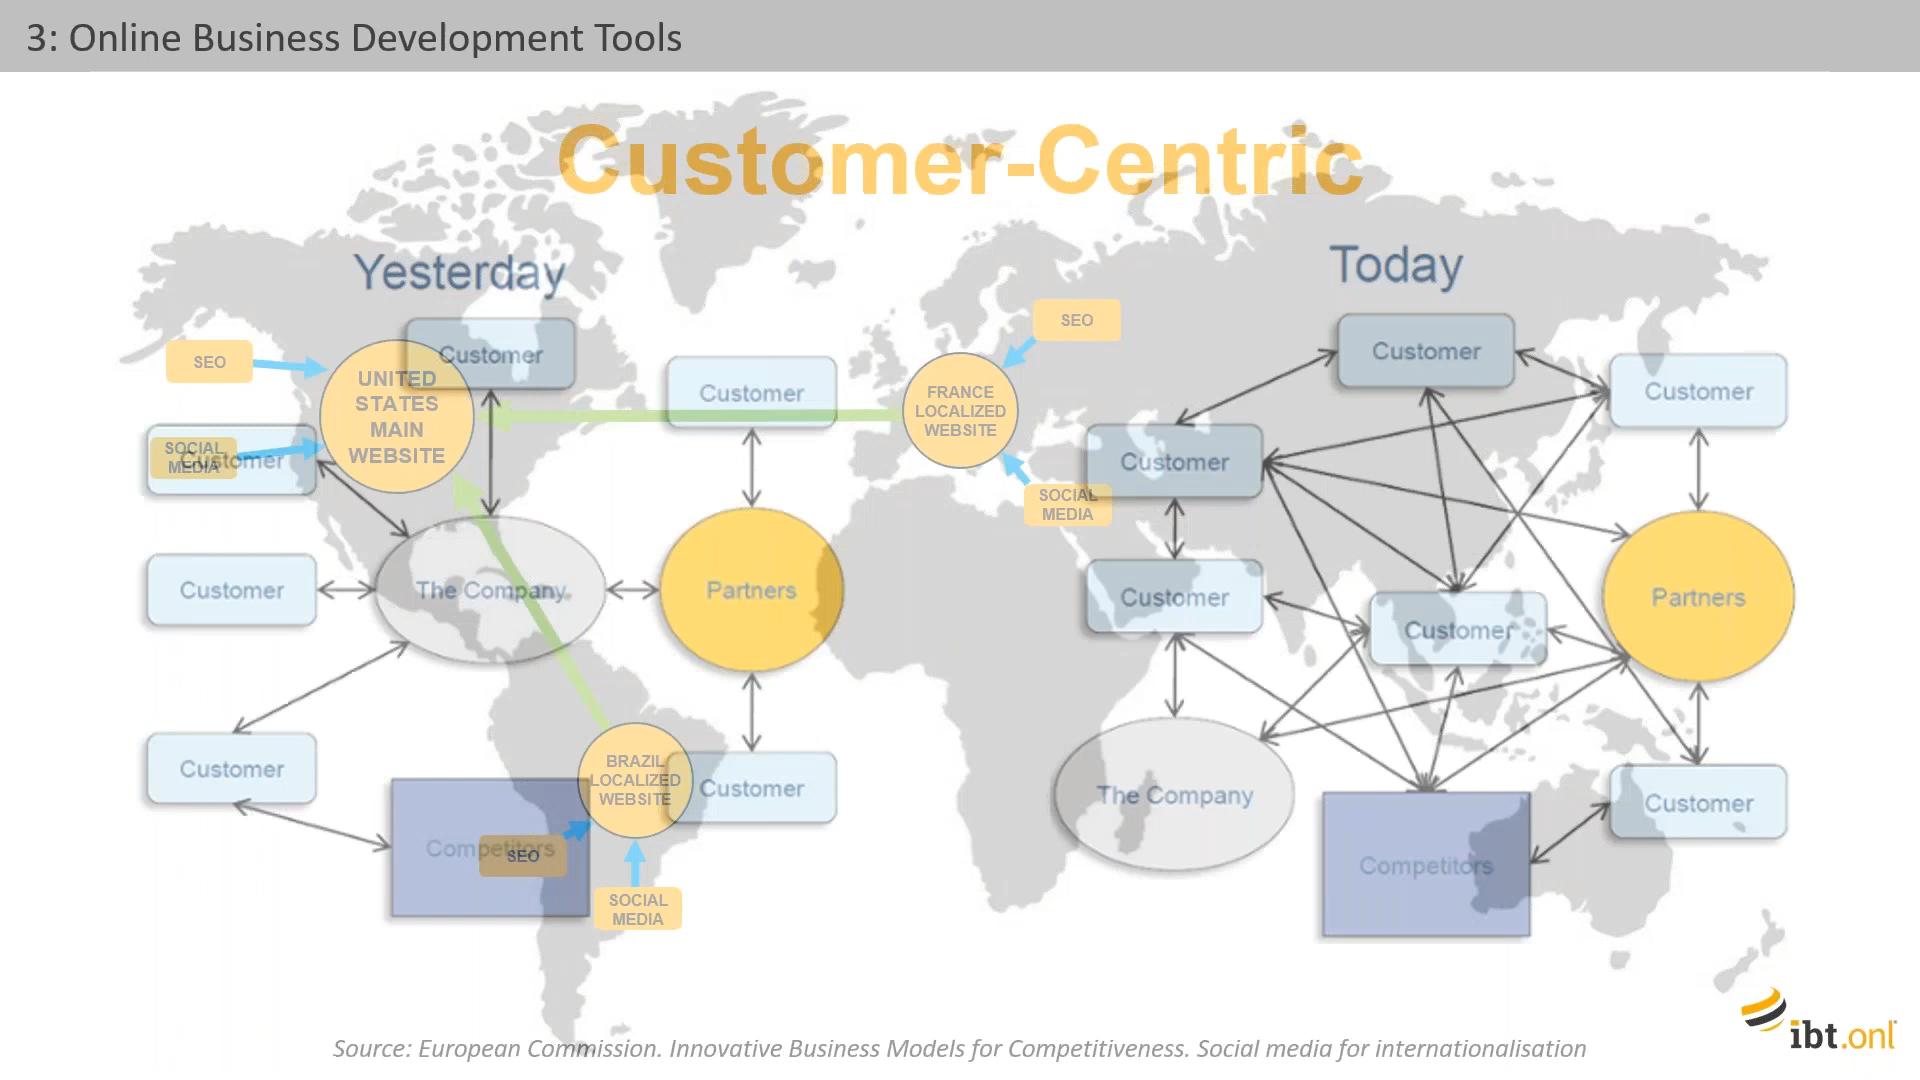 3: Online Business Development Tools
Customer-Centric
Yesterday
Today
Customer
Customer
Customer
Customer
Customer
Customer
The Company
Partners
Competitors
SEO
SOCIAL
MEDIA
UNITED
STATES
MAIN
WEBSITE
FRANCE
LOCALIZED
WEBSITE
SEO
SOCIAL
MEDIA
BRAZIL
LOCALIZED
WEBSITE
SEO
SOCIAL
MEDIA
Customer
Customer
Customer
Customer
Customer
Partners
The Company
Competitors
Customer
Source: European Commission. Innovative Business Models for Competitiveness. Social media for internationalisation
ibt.onl